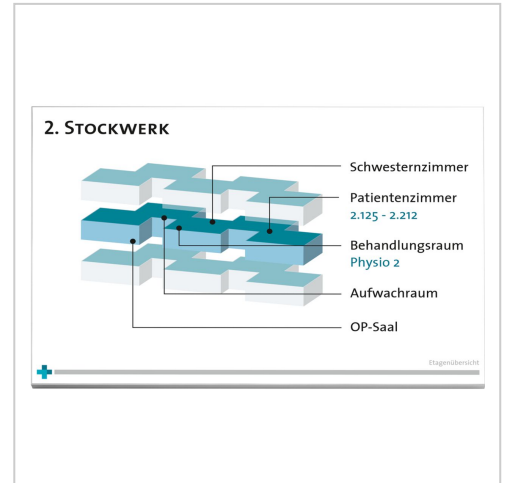 2. Stockwerk
Schwesternzimmer
Patientenzimmer
2.125 - 2.212
Behandlungsraum
Physio 2
Aufwachraum
OP-Saal
Etagenübersicht